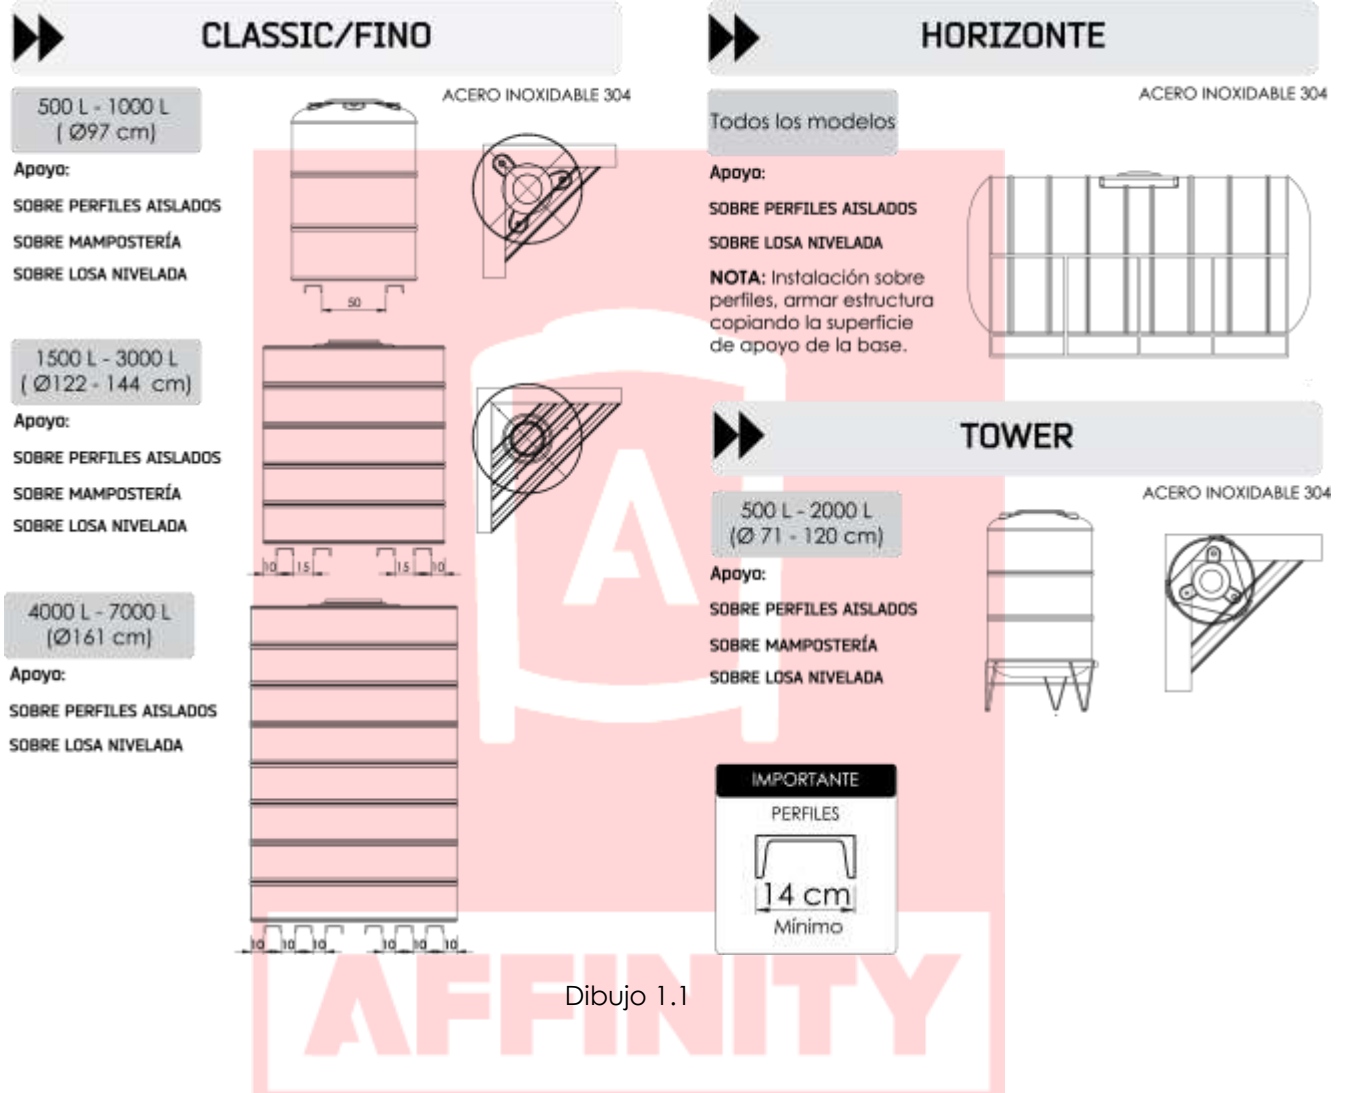 CLASSIC/FINO
500 L - 1000 L
( Ø97 cm)
ACERO INOXIDABLE 304
Apoyo:
SOBRE PERFILES AISLADOS
SOBRE MAMPOSTERÍA
SOBRE LOSA NIVELADA
50
1500 L - 3000 L
( Ø122 - 144 cm)
Apoyo:
SOBRE PERFILES AISLADOS
SOBRE MAMPOSTERÍA
SOBRE LOSA NIVELADA
10 15 15 10
4000 L - 7000 L
(Ø161 cm)
Apoyo:
SOBRE PERFILES AISLADOS
SOBRE LOSA NIVELADA
10 10 10 10 10 10
HORIZONTE
ACERO INOXIDABLE 304
Todos los modelos
Apoyo:
SOBRE PERFILES AISLADOS
SOBRE LOSA NIVELADA
NOTA: Instalación sobre
perfiles, armar estructura
copiando la superficie
de apoyo de la base.
TOWER
ACERO INOXIDABLE 304
500 L - 2000 L
(Ø 71 - 120 cm)
Apoyo:
SOBRE PERFILES AISLADOS
SOBRE MAMPOSTERÍA
SOBRE LOSA NIVELADA
IMPORTANTE
PERFILES
14 cm
Mínimo
Dibujo 1.1
A
AFFINITY